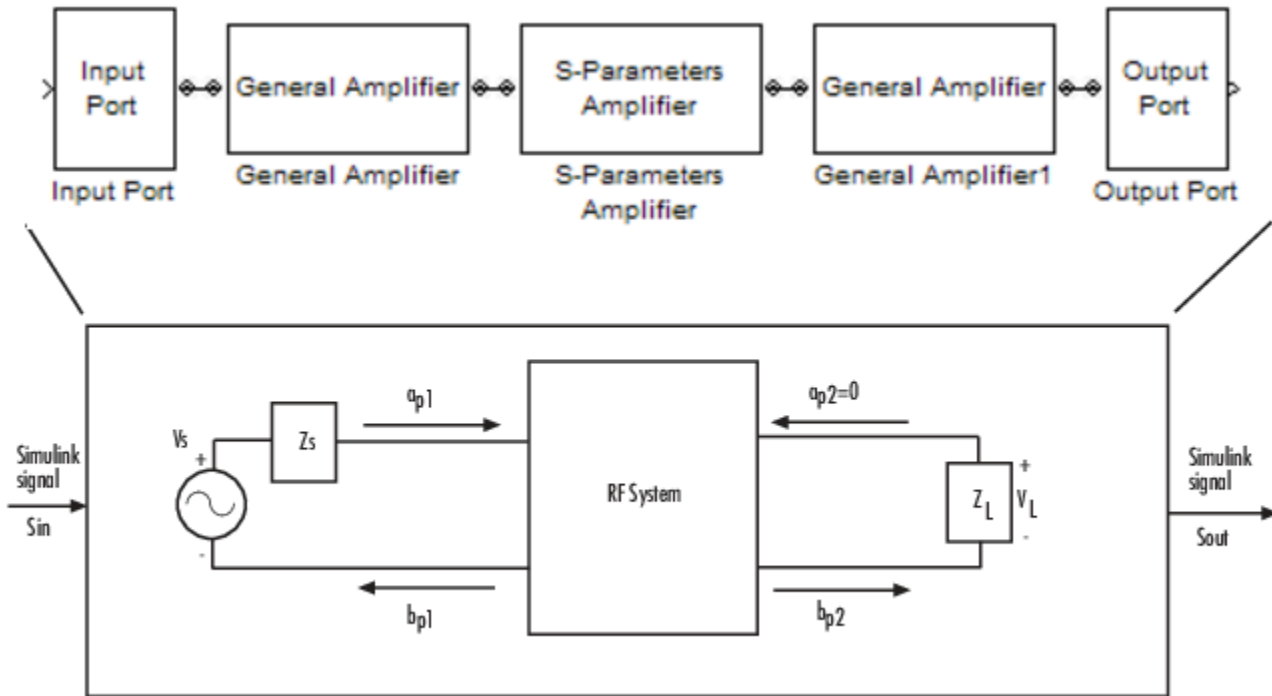 Input
Port
General Amplifier
S-Parameters
Amplifier
General Amplifier
Output
Port
Input Port
General Amplifier
S-Parameters
Amplifier
General Amplifier1
Output Port
Simulink
signal
Sin
Vs
+
-
Zs
ap1
bp1
RF System
ap2=0
bp2
ZL
+
VL
-
Simulink
signal
Sout